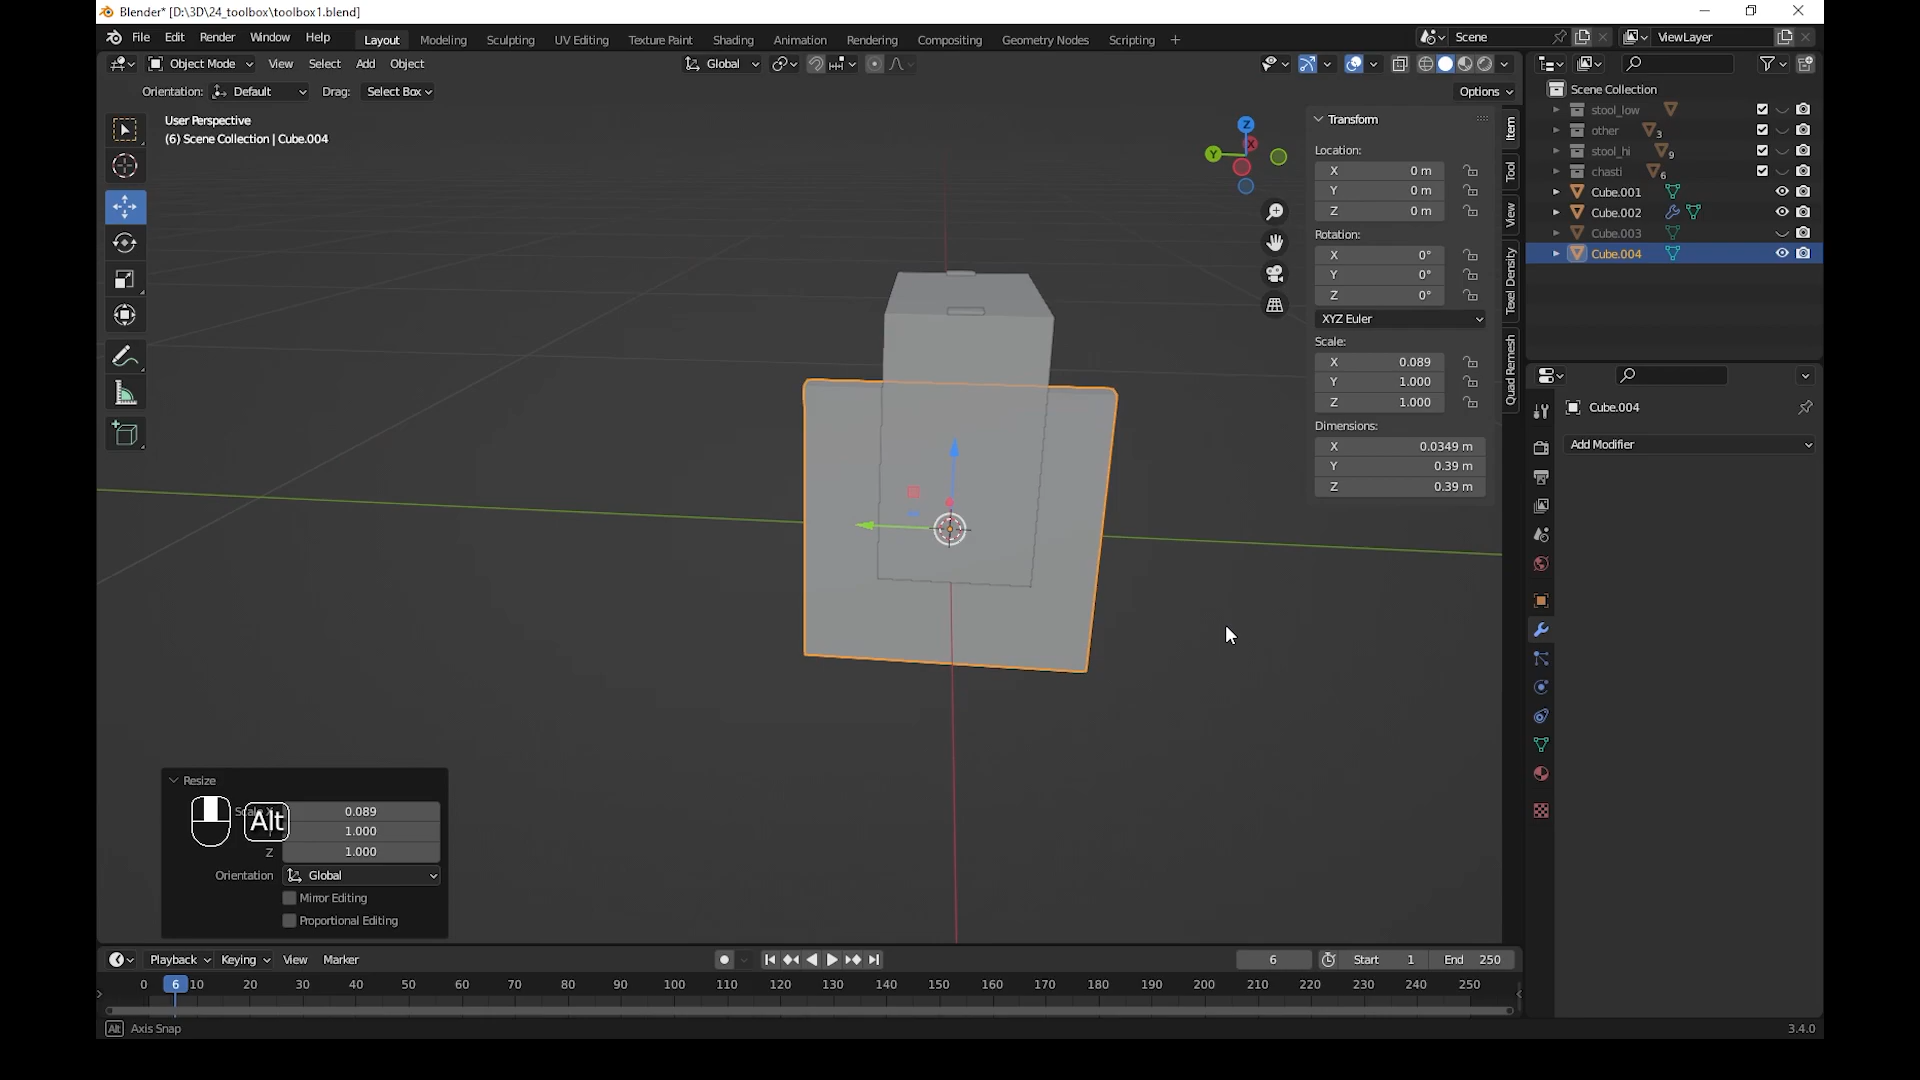 Blender* [D:\3D\24_toolbox\toolbox1.blend]
File Edit Render Window Help Layout Modeling Sculpting UV Editing Texture Paint Shading Animation Rendering Compositing Geometry Nodes Scripting + Scene ViewLayer
Object Mode View Select Add Object Global
Orientation: Default Drag: Select Box Options
User Perspective
(6) Scene Collection | Cube.004
Z
X
Y
Transform
Location:
X 0 m
Y 0 m
Z 0 m
Rotation:
X 0°
Y 0°
Z 0°
XYZ Euler
Scale:
X 0.089
Y 1.000
Z 1.000
Dimensions:
X 0.0349 m
Y 0.39 m
Z 0.39 m
Item
Tool
View
Texel Density
Quad Remesh
Scene Collection
stool_low
other 3
stool_hi 9
chasti 6
Cube.001
Cube.002
Cube.003
Cube.004
Cube.004
Add Modifier
Resize
Scale X 0.089
1.000
Z 1.000
Alt
Orientation Global
Mirror Editing
Proportional Editing
Playback Keying View Marker 6 Start 1 End 250
0 6 10 20 30 40 50 60 70 80 90 100 110 120 130 140 150 160 170 180 190 200 210 220 230 240 250
Alt Axis Snap 3.4.0